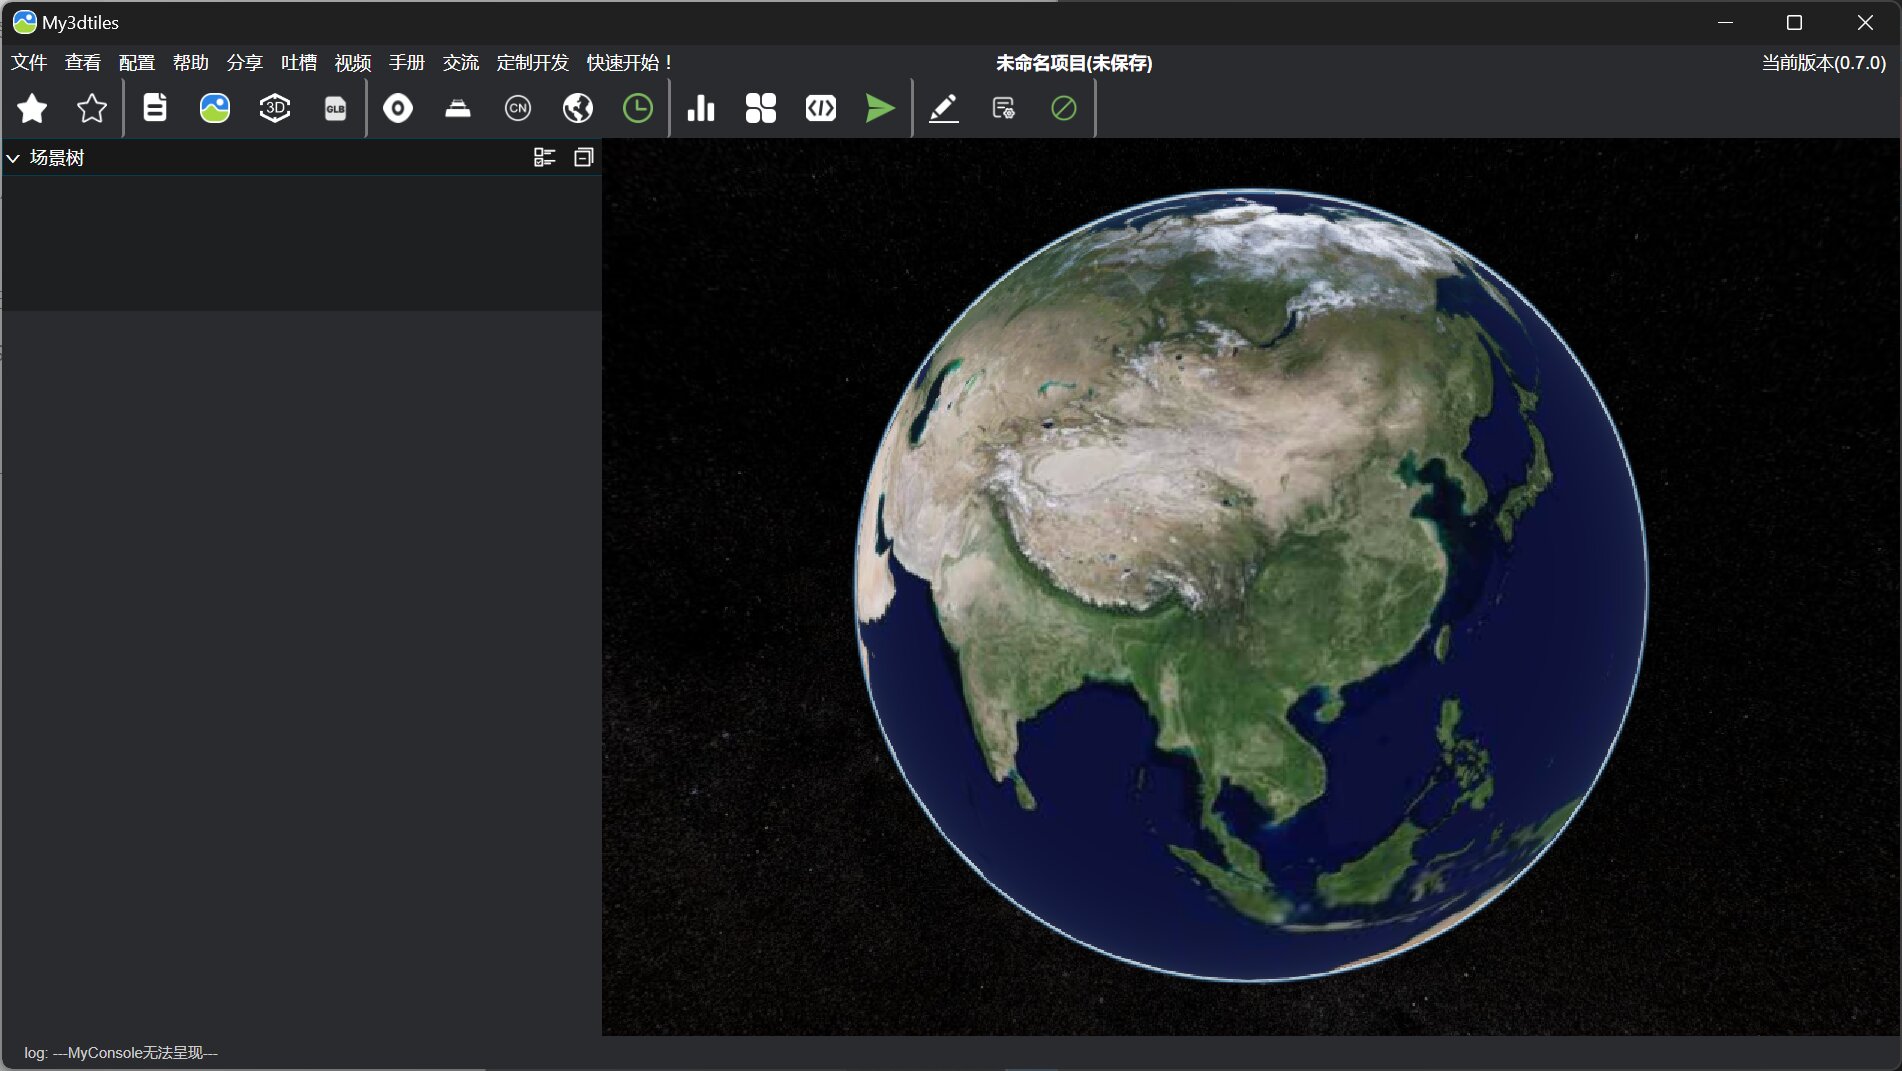 My3dtiles
文件 查看 配置 帮助 分享 吐槽 视频 手册 交流 定制开发 快速开始！ 未命名项目(未保存) 当前版本(0.7.0)
3D GLB CN
场景树
log: ---MyConsole无法呈现---